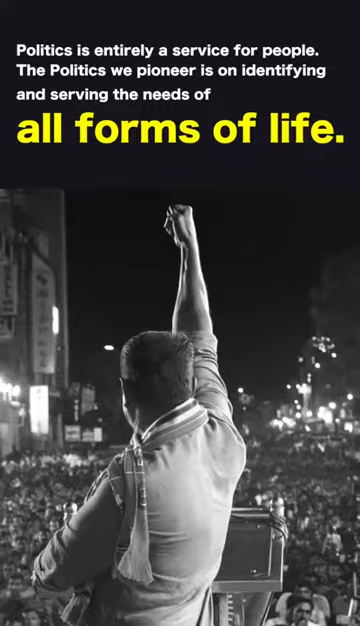 Politics is entirely a service for people.
The Politics we pioneer is on identifying
and serving the needs of
all forms of life.